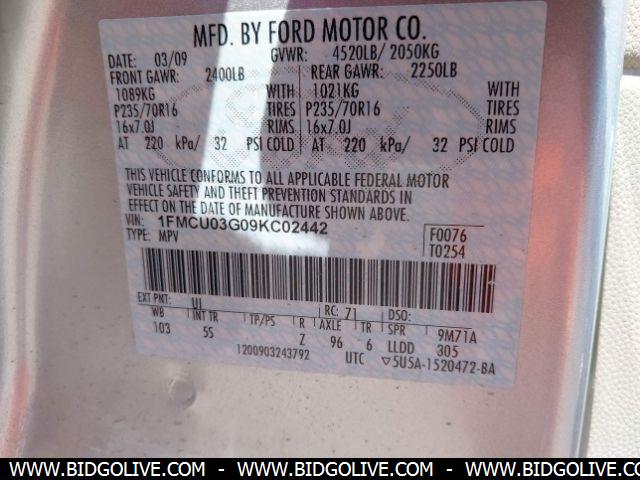 MFD. BY FORD MOTOR CO.
DATE: 03/09 GVWR: 4520LB/ 2050KG
FRONT GAWR: 2400LB REAR GAWR: 2250LB
1089KG WITH 1021KG WITH
P235/70R16 TIRES P235/70R16 TIRES
16x7.0J RIMS 16x7.0J RIMS
AT 220 kPa/ 32 PSI COLD AT 220 kPa/ 32 PSI COLD
THIS VEHICLE CONFORMS TO ALL APPLICABLE FEDERAL MOTOR
VEHICLE SAFETY AND THEFT PREVENTION STANDARDS IN
EFFECT ON THE DATE OF MANUFACTURE SHOWN ABOVE.
VIN: 1FMCU03G09KC02442 F0076
TYPE: MPV T0254
EXT PNT: UI RC: 71 DSO:
WB INT TR TP/PS R AXLE TR SPR 9M71A
103 55 Z 96 6 LLDD 305
1200903243792 UTC ▽5U5A-1520472-BA
WWW.BIDGOLIVE.COM - WWW.BIDGOLIVE.COM - WWW.BIDGOLIVE.COM